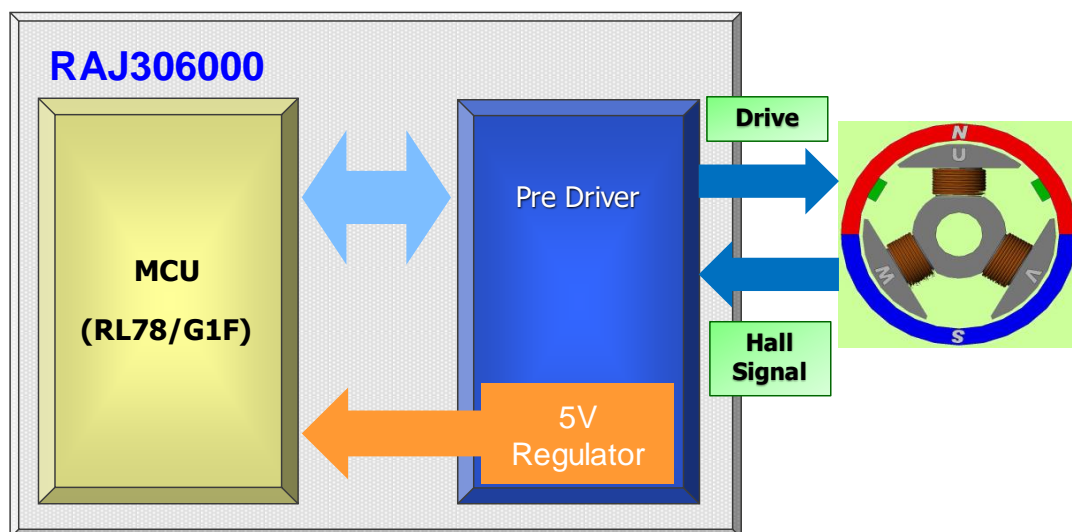 RAJ306000
MCU
(RL78/G1F)
Pre Driver
5V
Regulator
Drive
Hall
Signal
N
U
W
V
S